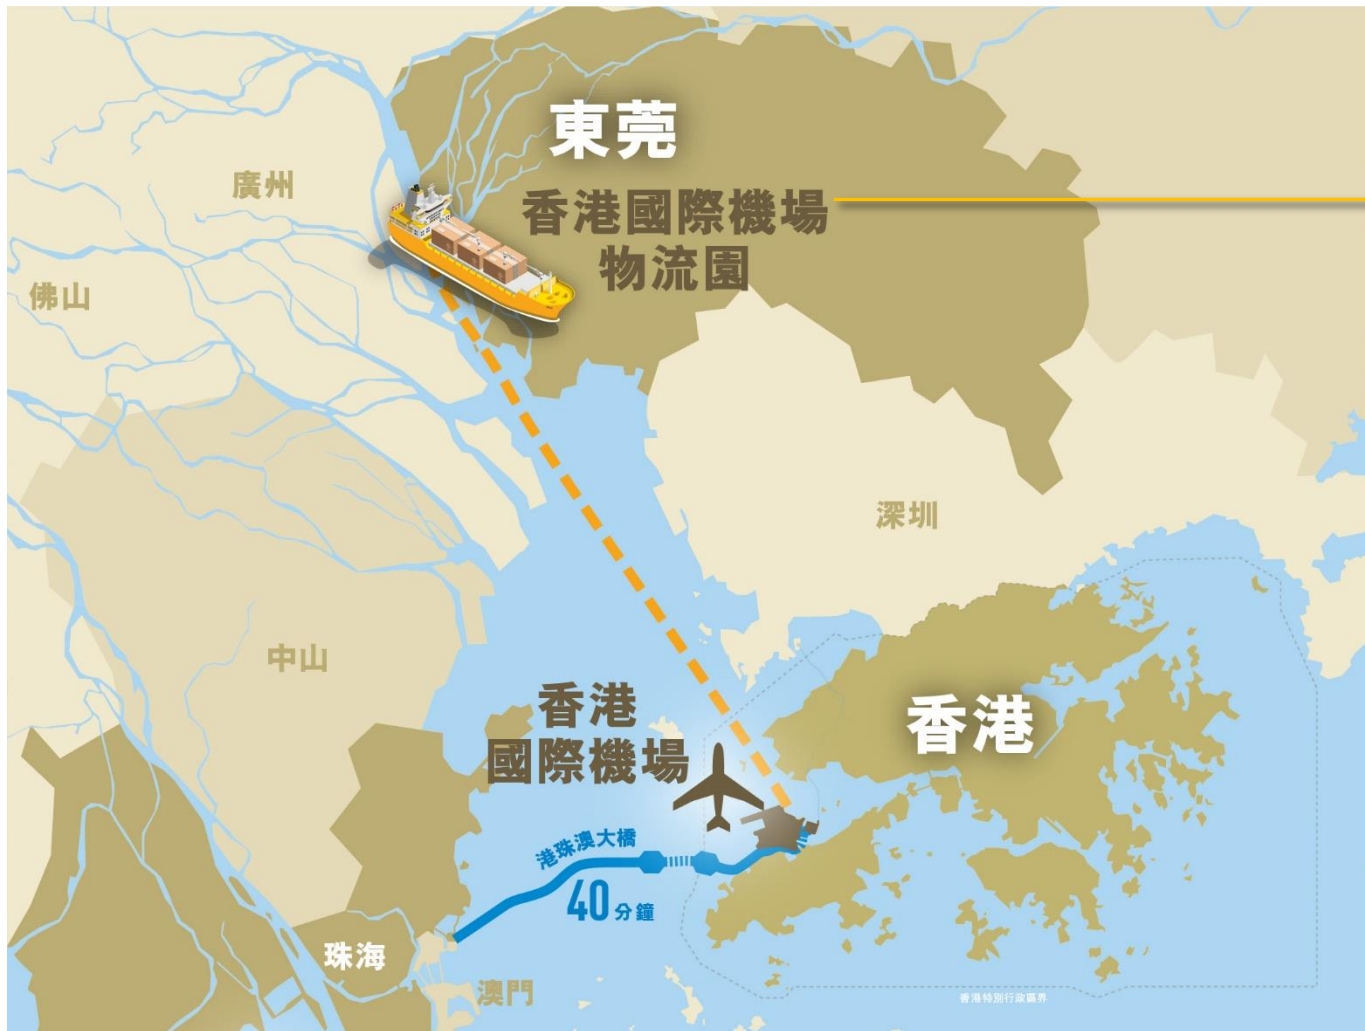 東莞
廣州
香港國際機場
物流園
佛山
深圳
中山
香港
國際機場
香港
港珠澳大橋
40分鐘
珠海
澳門
香港特別行政區界